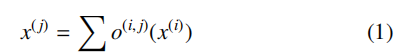 x^{(j)} = \sum o^{(i,j)}(x^{(i)}) (1)